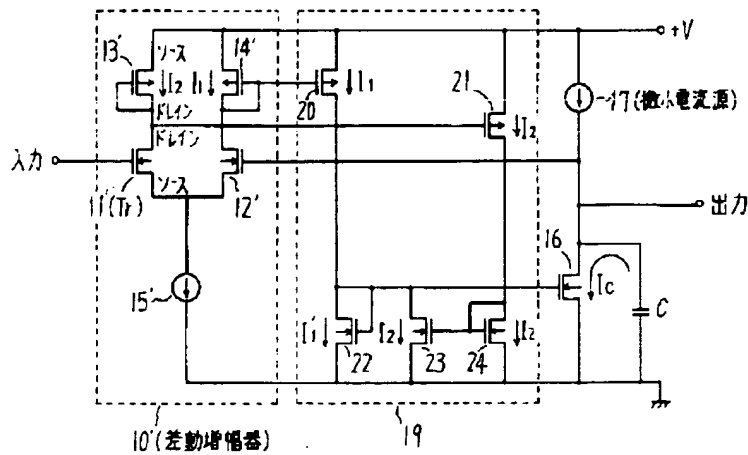 +V
13'
ソース
14'
I₂
I₁
I₁
20
21
17(微小電流源)
ドレイン
ドレイン
I₂
入力
11'(Tr)
ソース
12'
出力
16
Ic
C
15'
I₁'
22
I₂
23
24
I₂
10'(差動増幅器)
19